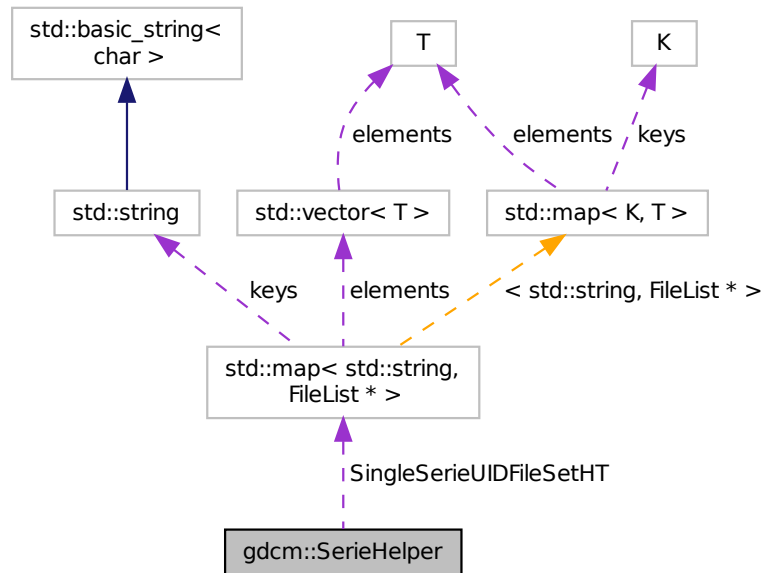 std::basic_string<
char >
T
K
elements
elements
keys
std::string
std::vector< T >
std::map< K, T >
keys
elements
< std::string, FileList * >
std::map< std::string,
FileList * >
SingleSerieUIDFileSetHT
gdcm::SerieHelper